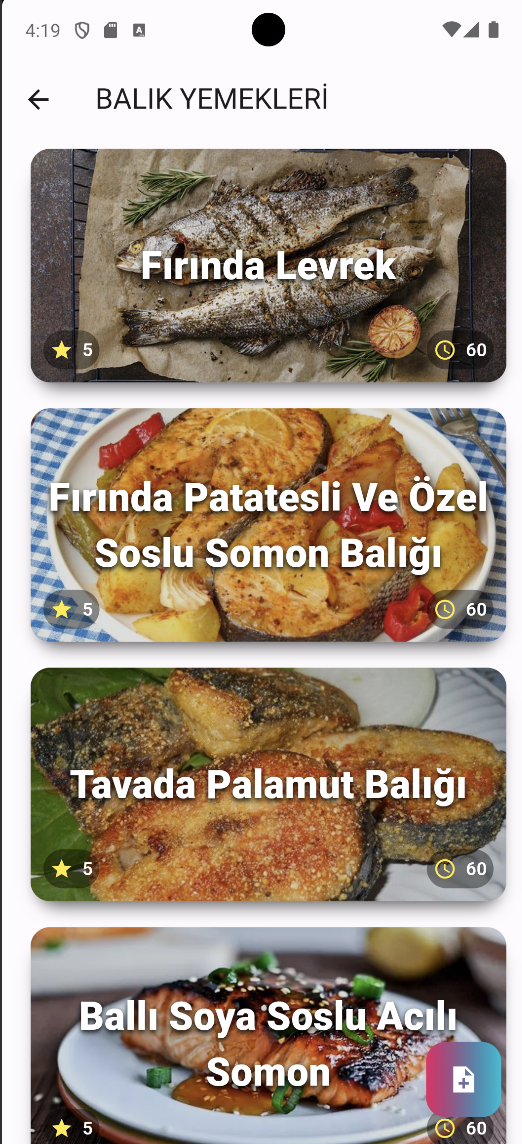 4:19
A
BALIK YEMEKLERİ
Fırında Levrek
5
60
Fırında Patatesli Ve Özel
Soslu Somon Balığı
5
60
Tavada Palamut Balığı
5
60
Ballı Soya Soslu Acılı
Somon
5
60